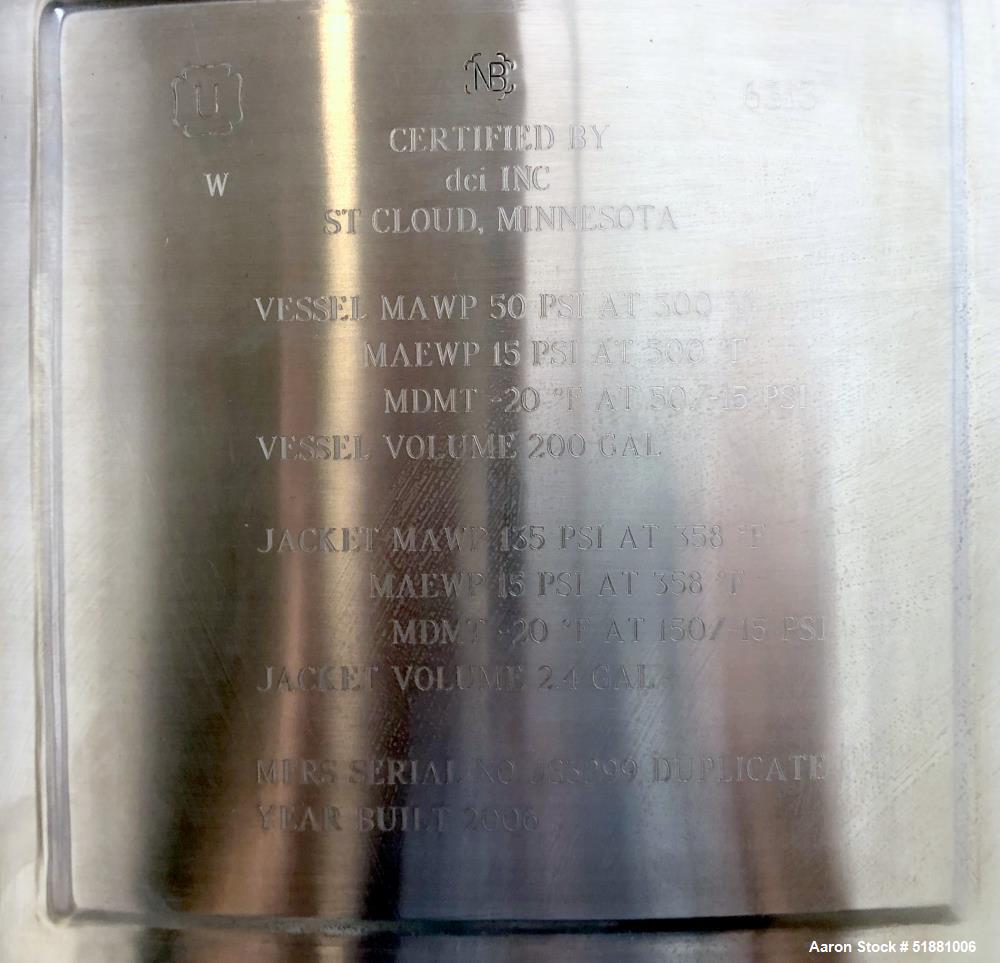 U NB 6313
CERTIFIED BY
W dci INC
ST CLOUD, MINNESOTA
VESSEL MAWP 50 PSI AT 300
MAEWP 15 PSI AT 300 °F
MDMT -20 °F AT 50/-15 PSI
VESSEL VOLUME 200 GAL
JACKET MAWP 135 PSI AT 358 °F
MAEWP 15 PSI AT 358 °F
MDMT -20 °F AT 150/-15 PSI
JACKET VOLUME 2.4 GAL
MFRS SERIAL NO DUPLICATE
YEAR BUILT 2006
Aaron Stock # 51881006